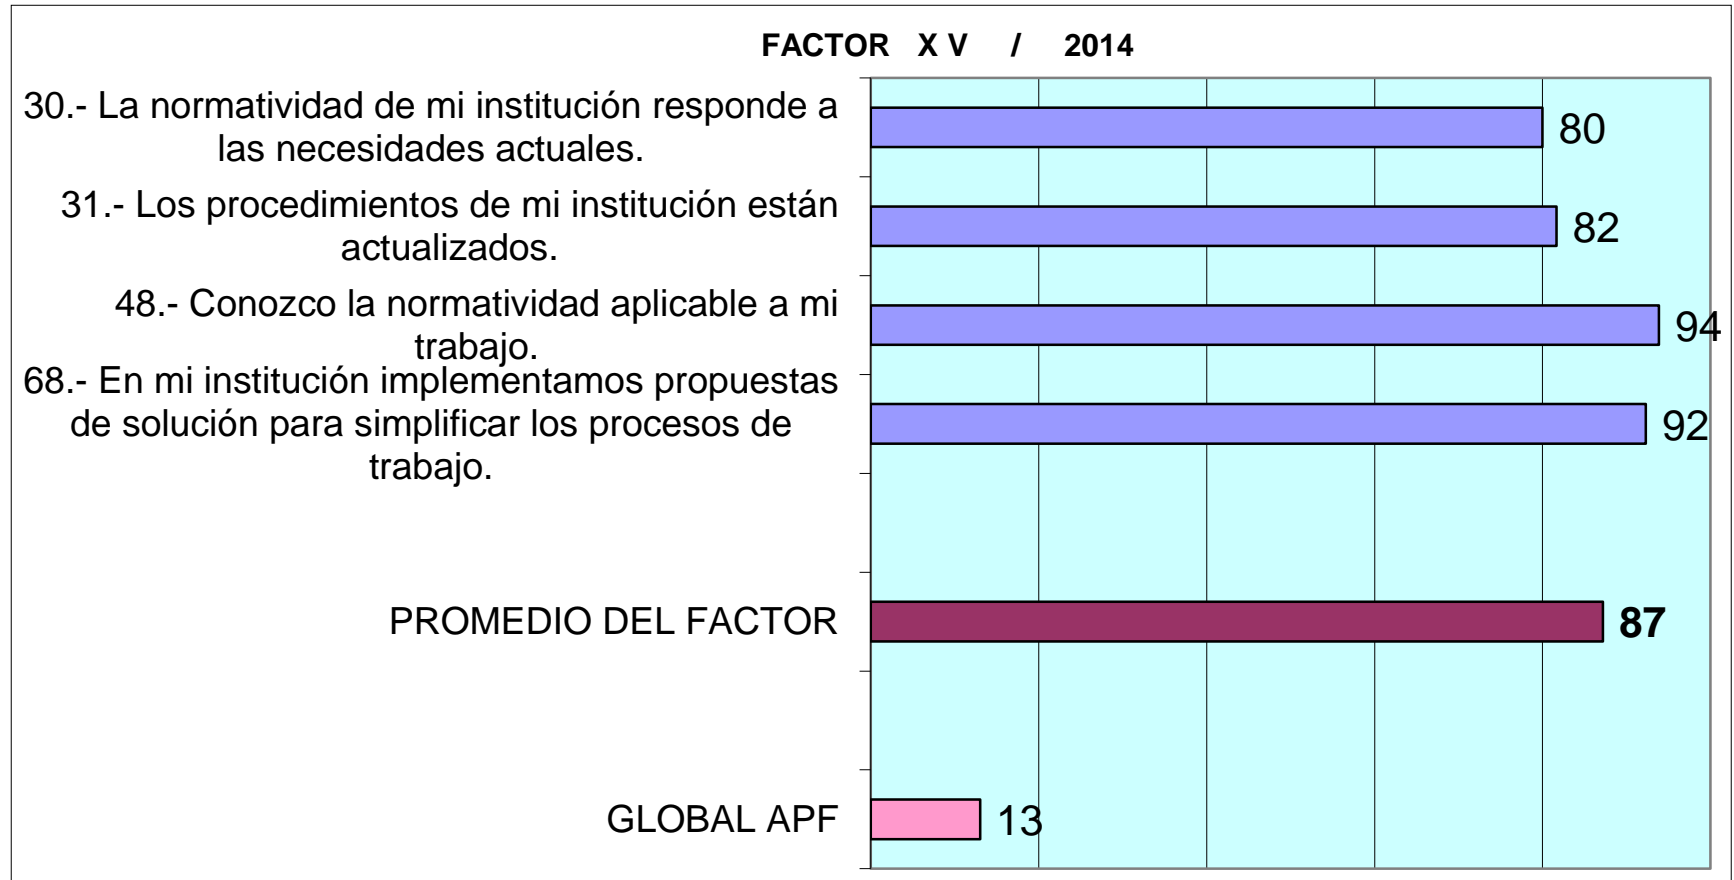 FACTOR X V / 2014
30.- La normatividad de mi institución responde a
las necesidades actuales.
80
31.- Los procedimientos de mi institución están
actualizados.
82
48.- Conozco la normatividad aplicable a mi
trabajo.
94
68.- En mi institución implementamos propuestas
de solución para simplificar los procesos de
trabajo.
92
PROMEDIO DEL FACTOR
87
GLOBAL APF
13